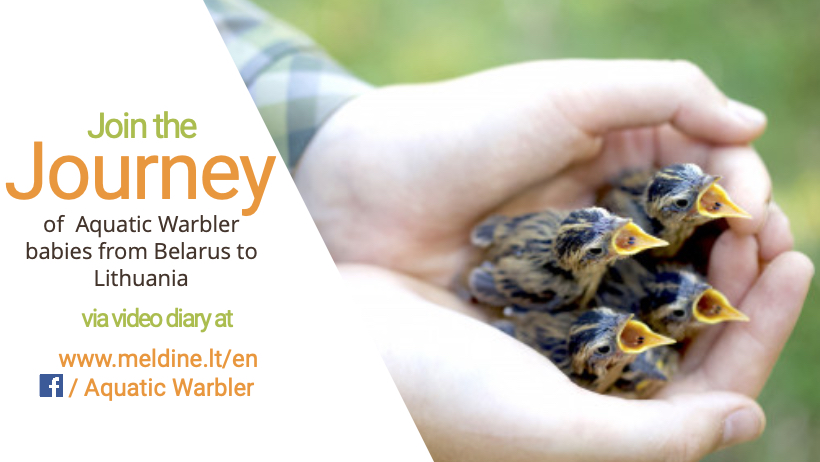 Join the
Journey
of Aquatic Warbler
babies from Belarus to
Lithuania
via video diary at
www.meldine.lt/en
f / Aquatic Warbler